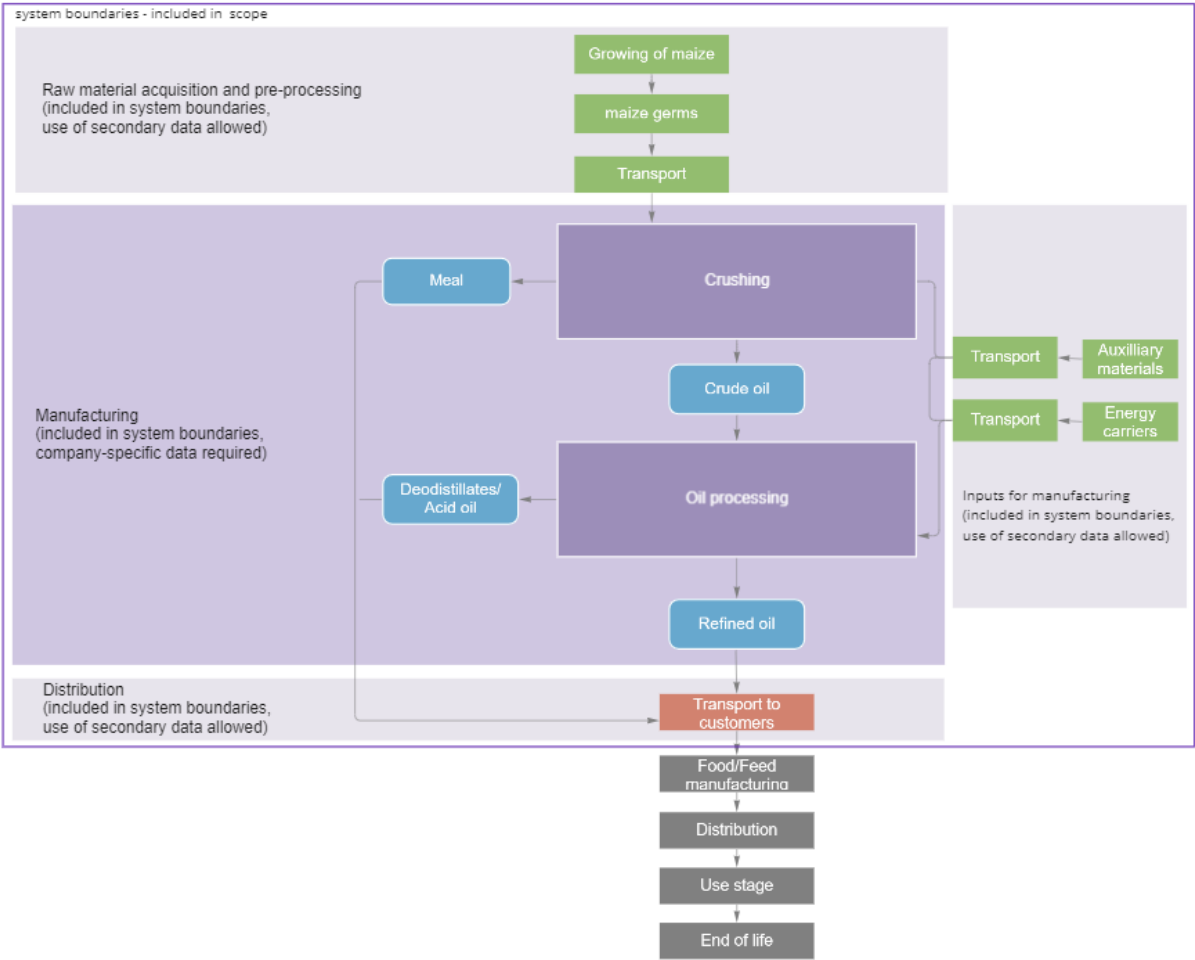 system boundaries - included in scope
Growing of maize
Raw material acquisition and pre-processing
(included in system boundaries,
use of secondary data allowed)
maize germs
Transport
Meal
Crushing
Transport
Auxilliary
materials
Crude oil
Manufacturing
(included in system boundaries,
company-specific data required)
Transport
Energy
carriers
Deodistillates/
Acid oil
Oil processing
Inputs for manufacturing
(included in system boundaries,
use of secondary data allowed)
Refined oil
Distribution
(included in system boundaries,
use of secondary data allowed)
Transport to
customers
Food/Feed
manufacturing
Distribution
Use stage
End of life